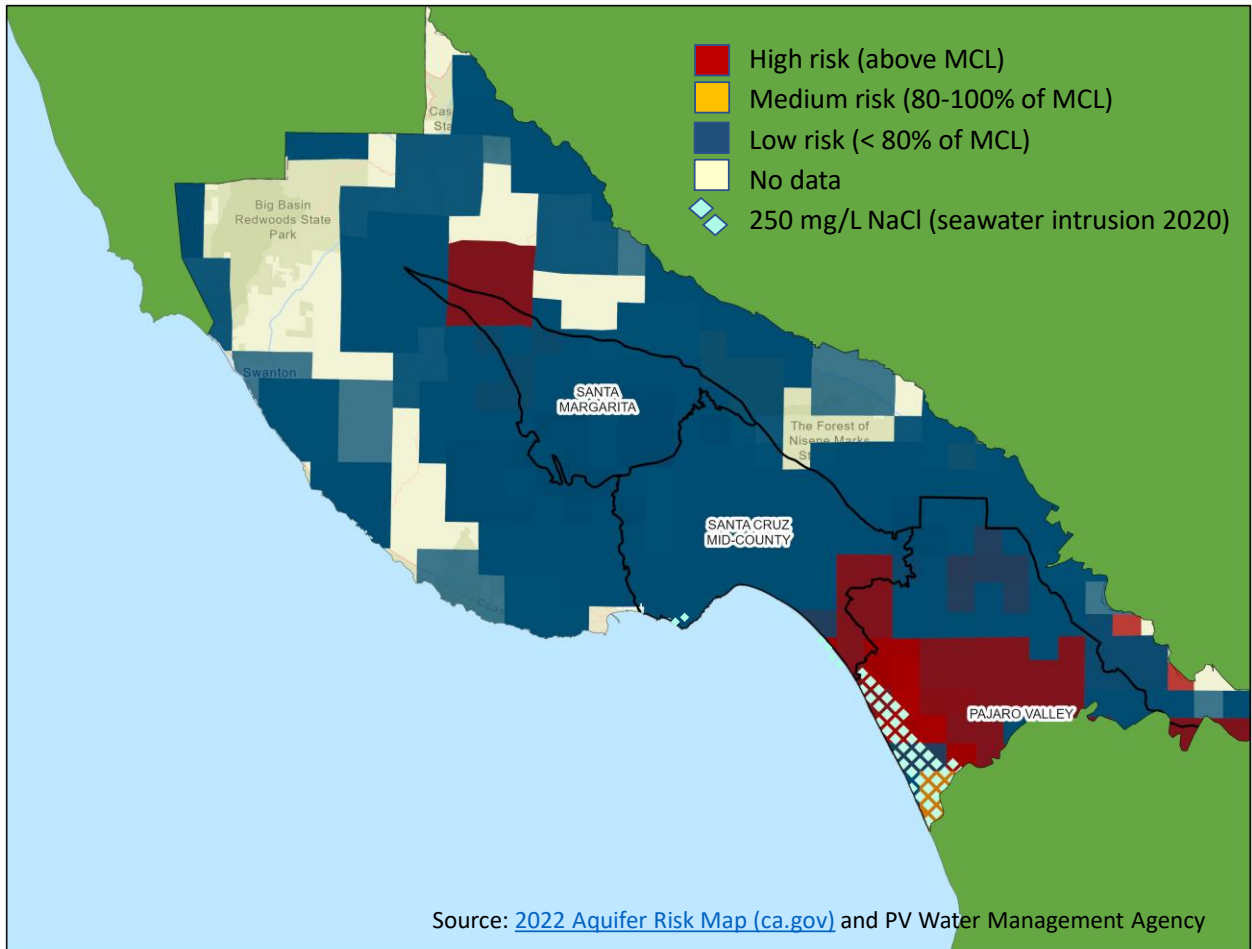 High risk (above MCL)
Medium risk (80-100% of MCL)
Low risk (< 80% of MCL)
No data
250 mg/L NaCl (seawater intrusion 2020)
Big Basin
Redwoods State
Park
Swanton
SANTA
MARGARITA
The Forest of
Nisene Marks
SANTA CRUZ
MID-COUNTY
PAJARO VALLEY
Source: 2022 Aquifer Risk Map (ca.gov) and PV Water Management Agency